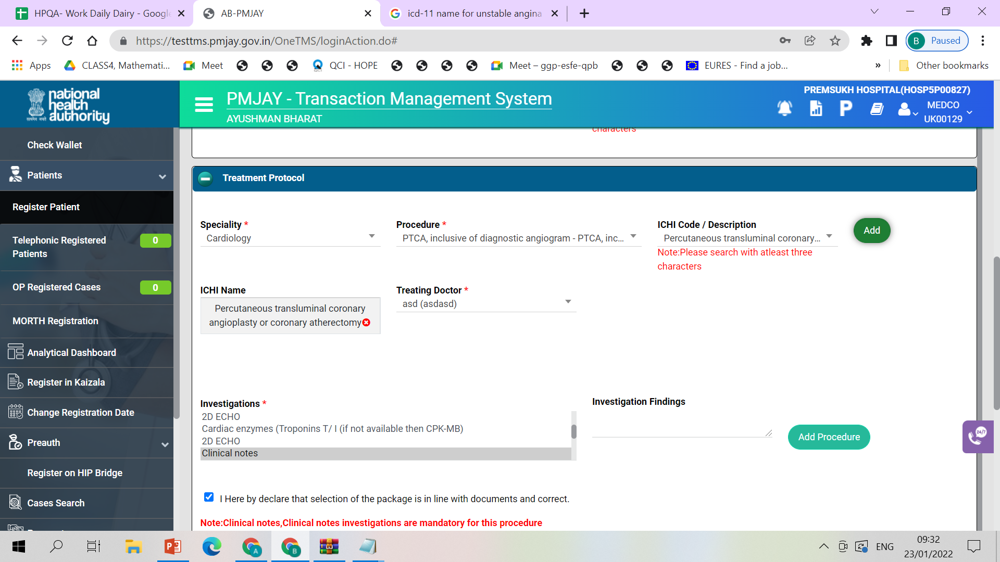 HPQA- Work Daily Dairy - Google
AB-PMJAY
icd-11 name for unstable angina
https://testtms.pmjay.gov.in/OneTMS/loginAction.do#
B Paused
Apps
CLASS4, Mathemati...
Meet
QCI - HOPE
Meet – ggp-esfe-qpb
EURES - Find a job...
»
Other bookmarks
सत्यमेव जयते
national
health
authority
PMJAY - Transaction Management System
AYUSHMAN BHARAT
PREMSUKH HOSPITAL(HOSP5P00827)
P
MEDCO
UK00129
characters
Check Wallet
Patients
Register Patient
Telephonic Registered
Patients
0
OP Registered Cases
0
MORTH Registration
Analytical Dashboard
Register in Kaizala
Change Registration Date
Preauth
Register on HIP Bridge
Cases Search
Treatment Protocol
Speciality *
Cardiology
Procedure *
PTCA, inclusive of diagnostic angiogram - PTCA, inc...
ICHI Code / Description
Percutaneous transluminal coronary...
Note:Please search with atleast three
characters
Add
ICHI Name
Percutaneous transluminal coronary
angioplasty or coronary atherectomy
Treating Doctor *
asd (asdasd)
Investigations *
2D ECHO
Cardiac enzymes (Troponins T/ I (if not available then CPK-MB)
2D ECHO
Clinical notes
Investigation Findings
Add Procedure
24/7
I Here by declare that selection of the package is in line with documents and correct.
Note:Clinical notes,Clinical notes investigations are mandatory for this procedure
A
B
ENG
09:32
23/01/2022